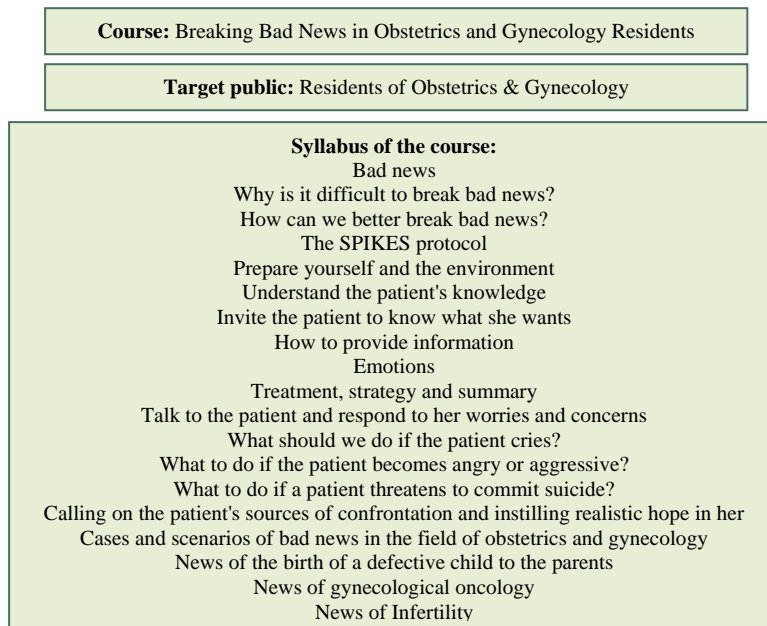 Course: Breaking Bad News in Obstetrics and Gynecology Residents
Target public: Residents of Obstetrics & Gynecology
Syllabus of the course:
Bad news
Why is it difficult to break bad news?
How can we better break bad news?
The SPIKES protocol
Prepare yourself and the environment
Understand the patient's knowledge
Invite the patient to know what she wants
How to provide information
Emotions
Treatment, strategy and summary
Talk to the patient and respond to her worries and concerns
What should we do if the patient cries?
What to do if the patient becomes angry or aggressive?
What to do if a patient threatens to commit suicide?
Calling on the patient's sources of confrontation and instilling realistic hope in her
Cases and scenarios of bad news in the field of obstetrics and gynecology
News of the birth of a defective child to the parents
News of gynecological oncology
News of Infertility